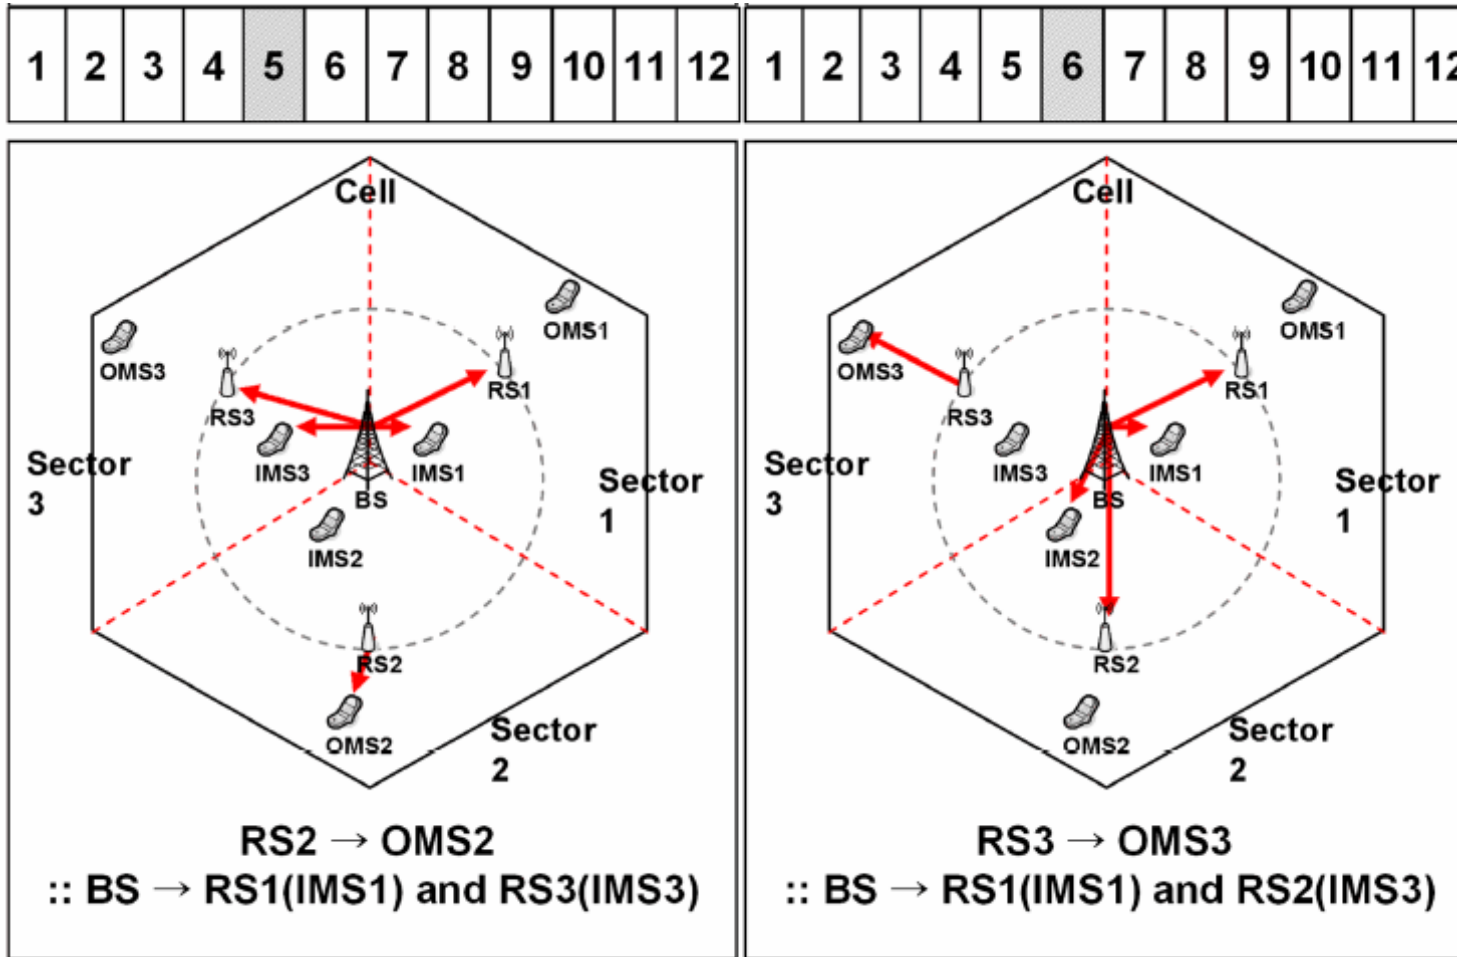 1 2 3 4 5 6 7 8 9 10 11 12
Cell
OMS1
OMS3
RS1
RS3
IMS3
IMS1
Sector
3
Sector
1
BS
IMS2
RS2
OMS2
Sector
2
RS2 → OMS2
:: BS → RS1(IMS1) and RS3(IMS3)
1 2 3 4 5 6 7 8 9 10 11 12
Cell
OMS1
OMS3
RS1
RS3
IMS3
IMS1
Sector
3
Sector
1
BS
IMS2
RS2
OMS2
Sector
2
RS3 → OMS3
:: BS → RS1(IMS1) and RS2(IMS3)